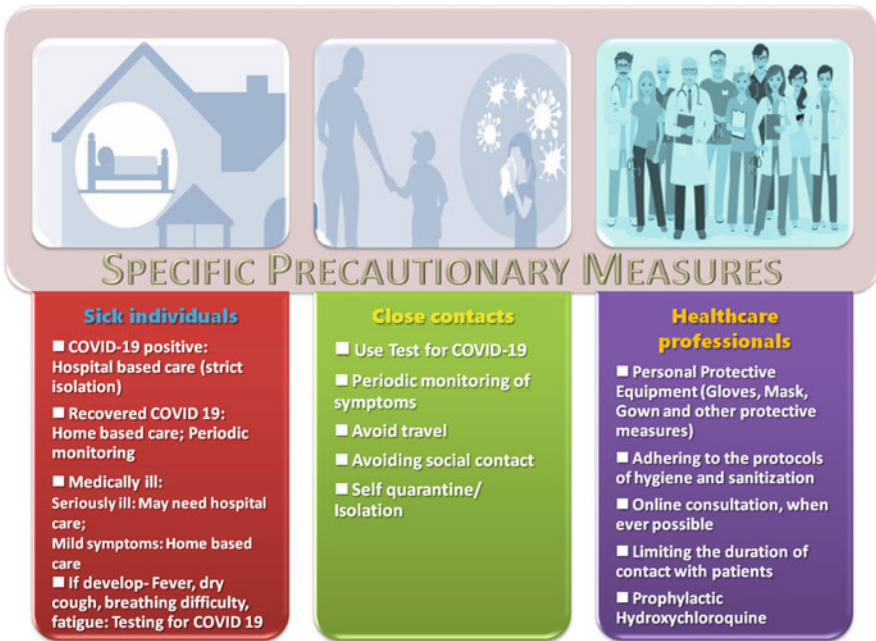 SPECIFIC PRECAUTIONARY MEASURES
Sick individuals
■ COVID-19 positive:
Hospital based care (strict
isolation)
■ Recovered COVID 19:
Home based care; Periodic
monitoring
■ Medically ill:
Seriously ill: May need hospital
care;
Mild symptoms: Home based
care
■ If develop- Fever, dry
cough, breathing difficulty,
fatigue: Testing for COVID 19
Close contacts
■ Use Test for COVID-19
■ Periodic monitoring of
symptoms
■ Avoid travel
■ Avoiding social contact
■ Self quarantine/
Isolation
Healthcare
professionals
■ Personal Protective
Equipment (Gloves, Mask,
Gown and other protective
measures)
■ Adhering to the protocols
of hygiene and sanitization
■ Online consultation, when
ever possible
■ Limiting the duration of
contact with patients
■ Prophylactic
Hydroxychloroquine